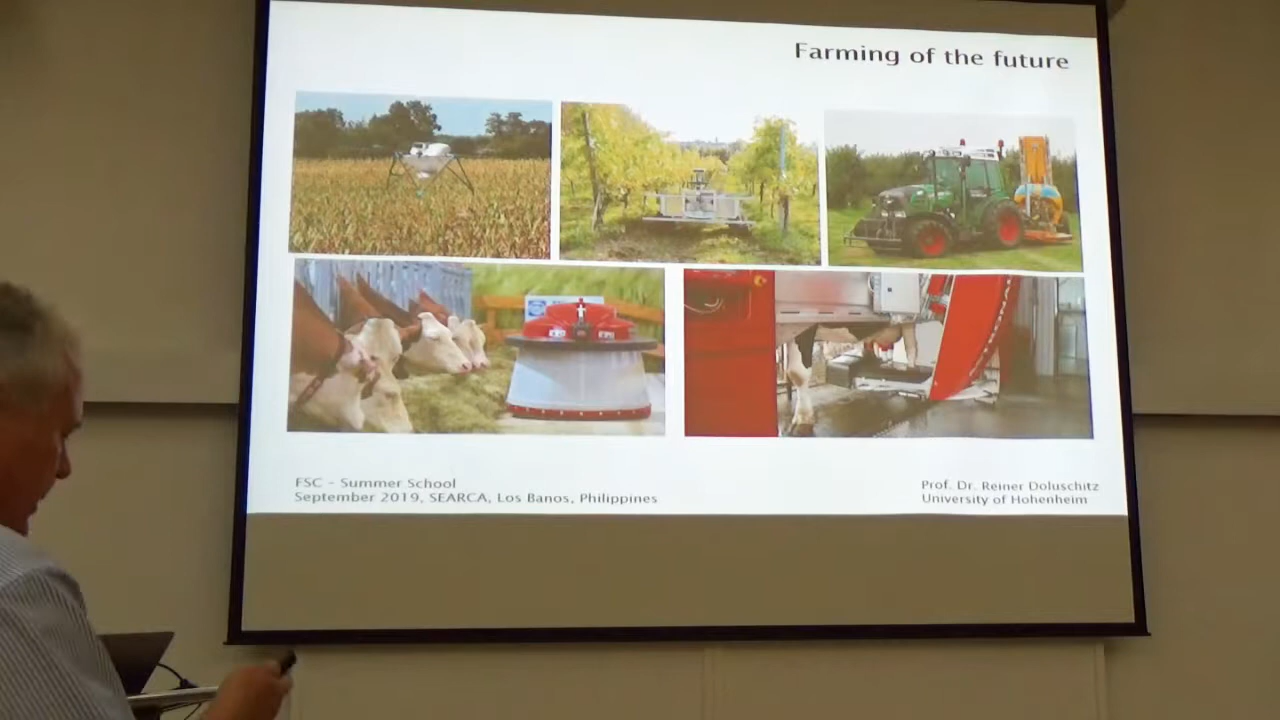 Farming of the future
FSC - Summer School
September 2019, SEARCA, Los Banos, Philippines
Prof. Dr. Reiner Doluschitz
University of Hohenheim